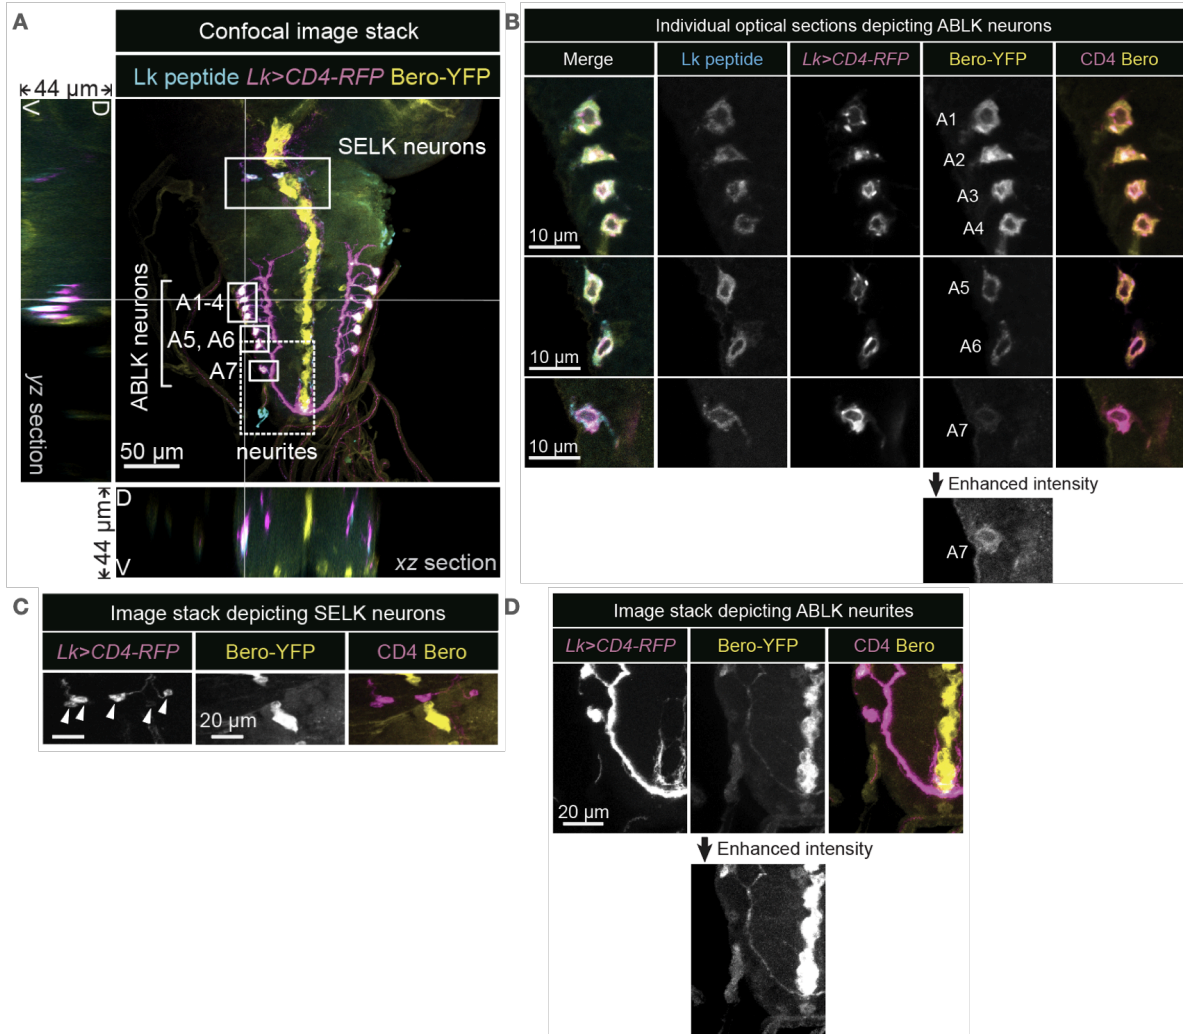 A
Confocal image stack
Lk peptide Lk>CD4-RFP Bero-YFP
44 µm
V
D
yz section
SELK neurons
ABLK neurons
A1-4
A5, A6
A7
neurites
50 µm
44 µm
D
V
xz section
B
Individual optical sections depicting ABLK neurons
Merge
Lk peptide
Lk>CD4-RFP
Bero-YFP
CD4 Bero
A1
A2
A3
A4
10 µm
A5
A6
10 µm
A7
10 µm
Enhanced intensity
A7
C
Image stack depicting SELK neurons
Lk>CD4-RFP
Bero-YFP
CD4 Bero
20 µm
D
Image stack depicting ABLK neurites
Lk>CD4-RFP
Bero-YFP
CD4 Bero
20 µm
Enhanced intensity